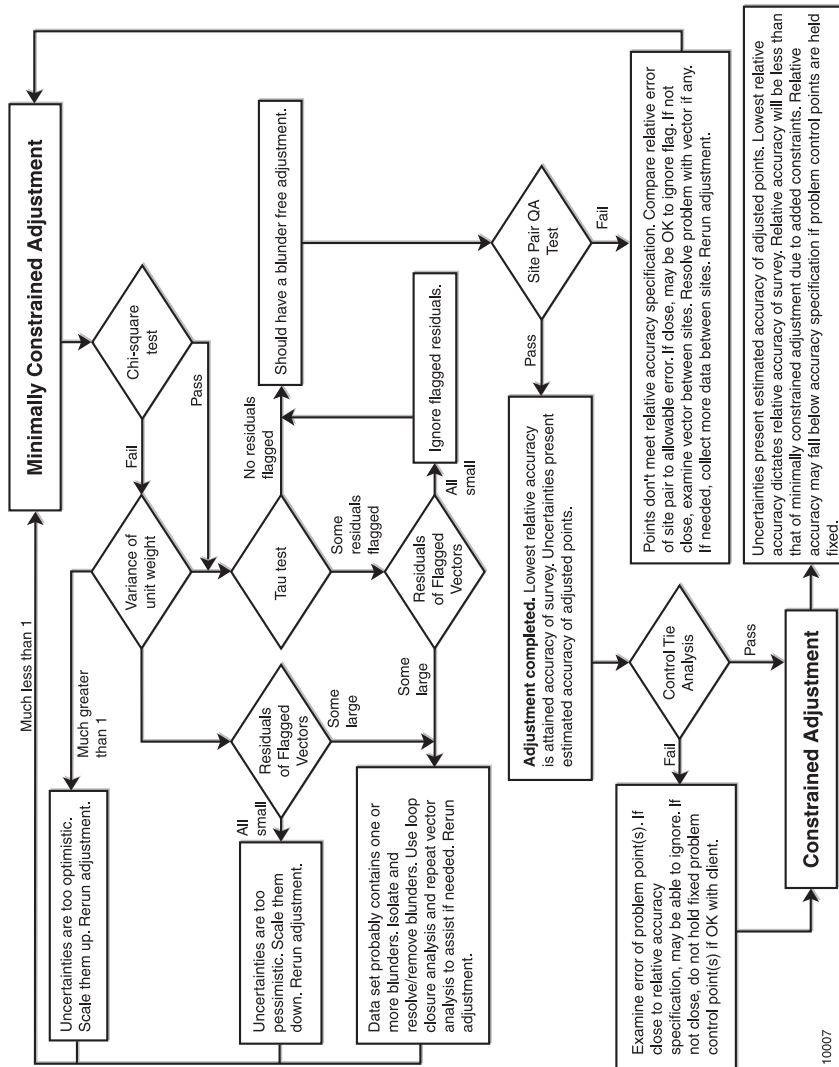 Minimally Constrained Adjustment
Much less than 1
Chi-square
test
Fail
Pass
Variance of
unit weight
Much greater
than 1
Uncertainties are too optimistic.
Scale them up. Rerun adjustment.
Tau test
No residuals
flagged
Should have a blunder free adjustment.
Some
residuals
flagged
Residuals
of Flagged
Vectors
All
small
Uncertainties are too
pessimistic. Scale them
down. Rerun adjustment.
Some
large
Residuals
of Flagged
Vectors
All
small
Ignore flagged residuals.
Some
large
Data set probably contains one or
more blunders. Isolate and
resolve/remove blunders. Use loop
closure analysis and repeat vector
analysis to assist if needed. Rerun
adjustment.
Site Pair QA
Test
Pass
Fail
Adjustment completed. Lowest relative accuracy
is attained accuracy of survey. Uncertainties present
estimated accuracy of adjusted points.
Points don't meet relative accuracy specification. Compare relative error
of site pair to allowable error. If close, may be OK to ignore flag. If not
close, examine vector between sites. Resolve problem with vector if any.
If needed, collect more data between sites. Rerun adjustment.
Control Tie
Analysis
Fail
Pass
Examine error of problem point(s). If
close to relative accuracy
specification, may be able to ignore. If
not close, do not hold fixed problem
control point(s) if OK with client.
Constrained Adjustment
Uncertainties present estimated accuracy of adjusted points. Lowest relative
accuracy dictates relative accuracy of survey. Relative accuracy will be less than
that of minimally constrained adjustment due to added constraints. Relative
accuracy may fall below accuracy specification if problem control points are held
fixed.
10007